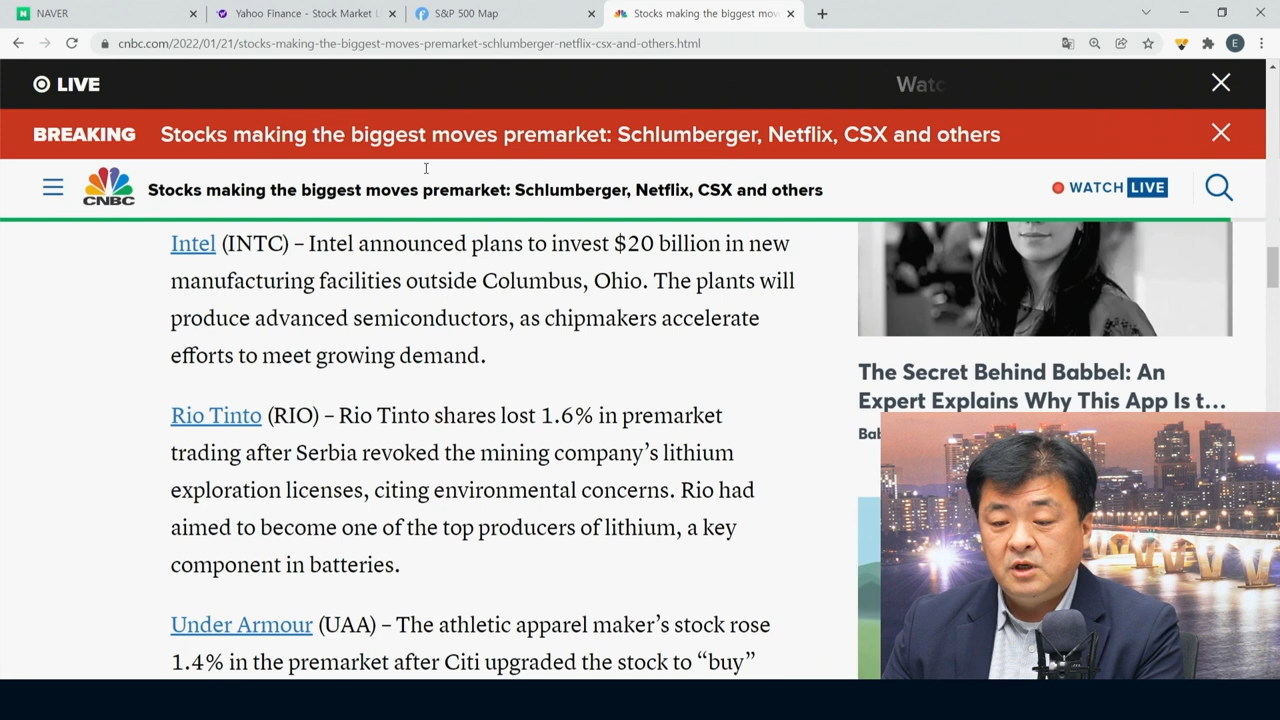 NAVER
Yahoo Finance - Stock Market L
S&P 500 Map
Stocks making the biggest mov
cnbc.com/2022/01/21/stocks-making-the-biggest-moves-premarket-schlumberger-netflix-csx-and-others.html
E
LIVE
Watc
BREAKING Stocks making the biggest moves premarket: Schlumberger, Netflix, CSX and others
CNBC
Stocks making the biggest moves premarket: Schlumberger, Netflix, CSX and others
WATCH LIVE
Intel (INTC) – Intel announced plans to invest $20 billion in new
manufacturing facilities outside Columbus, Ohio. The plants will
produce advanced semiconductors, as chipmakers accelerate
efforts to meet growing demand.
Rio Tinto (RIO) – Rio Tinto shares lost 1.6% in premarket
trading after Serbia revoked the mining company’s lithium
exploration licenses, citing environmental concerns. Rio had
aimed to become one of the top producers of lithium, a key
component in batteries.
Under Armour (UAA) – The athletic apparel maker’s stock rose
1.4% in the premarket after Citi upgraded the stock to “buy”
The Secret Behind Babbel: An
Expert Explains Why This App Is t...
Bab